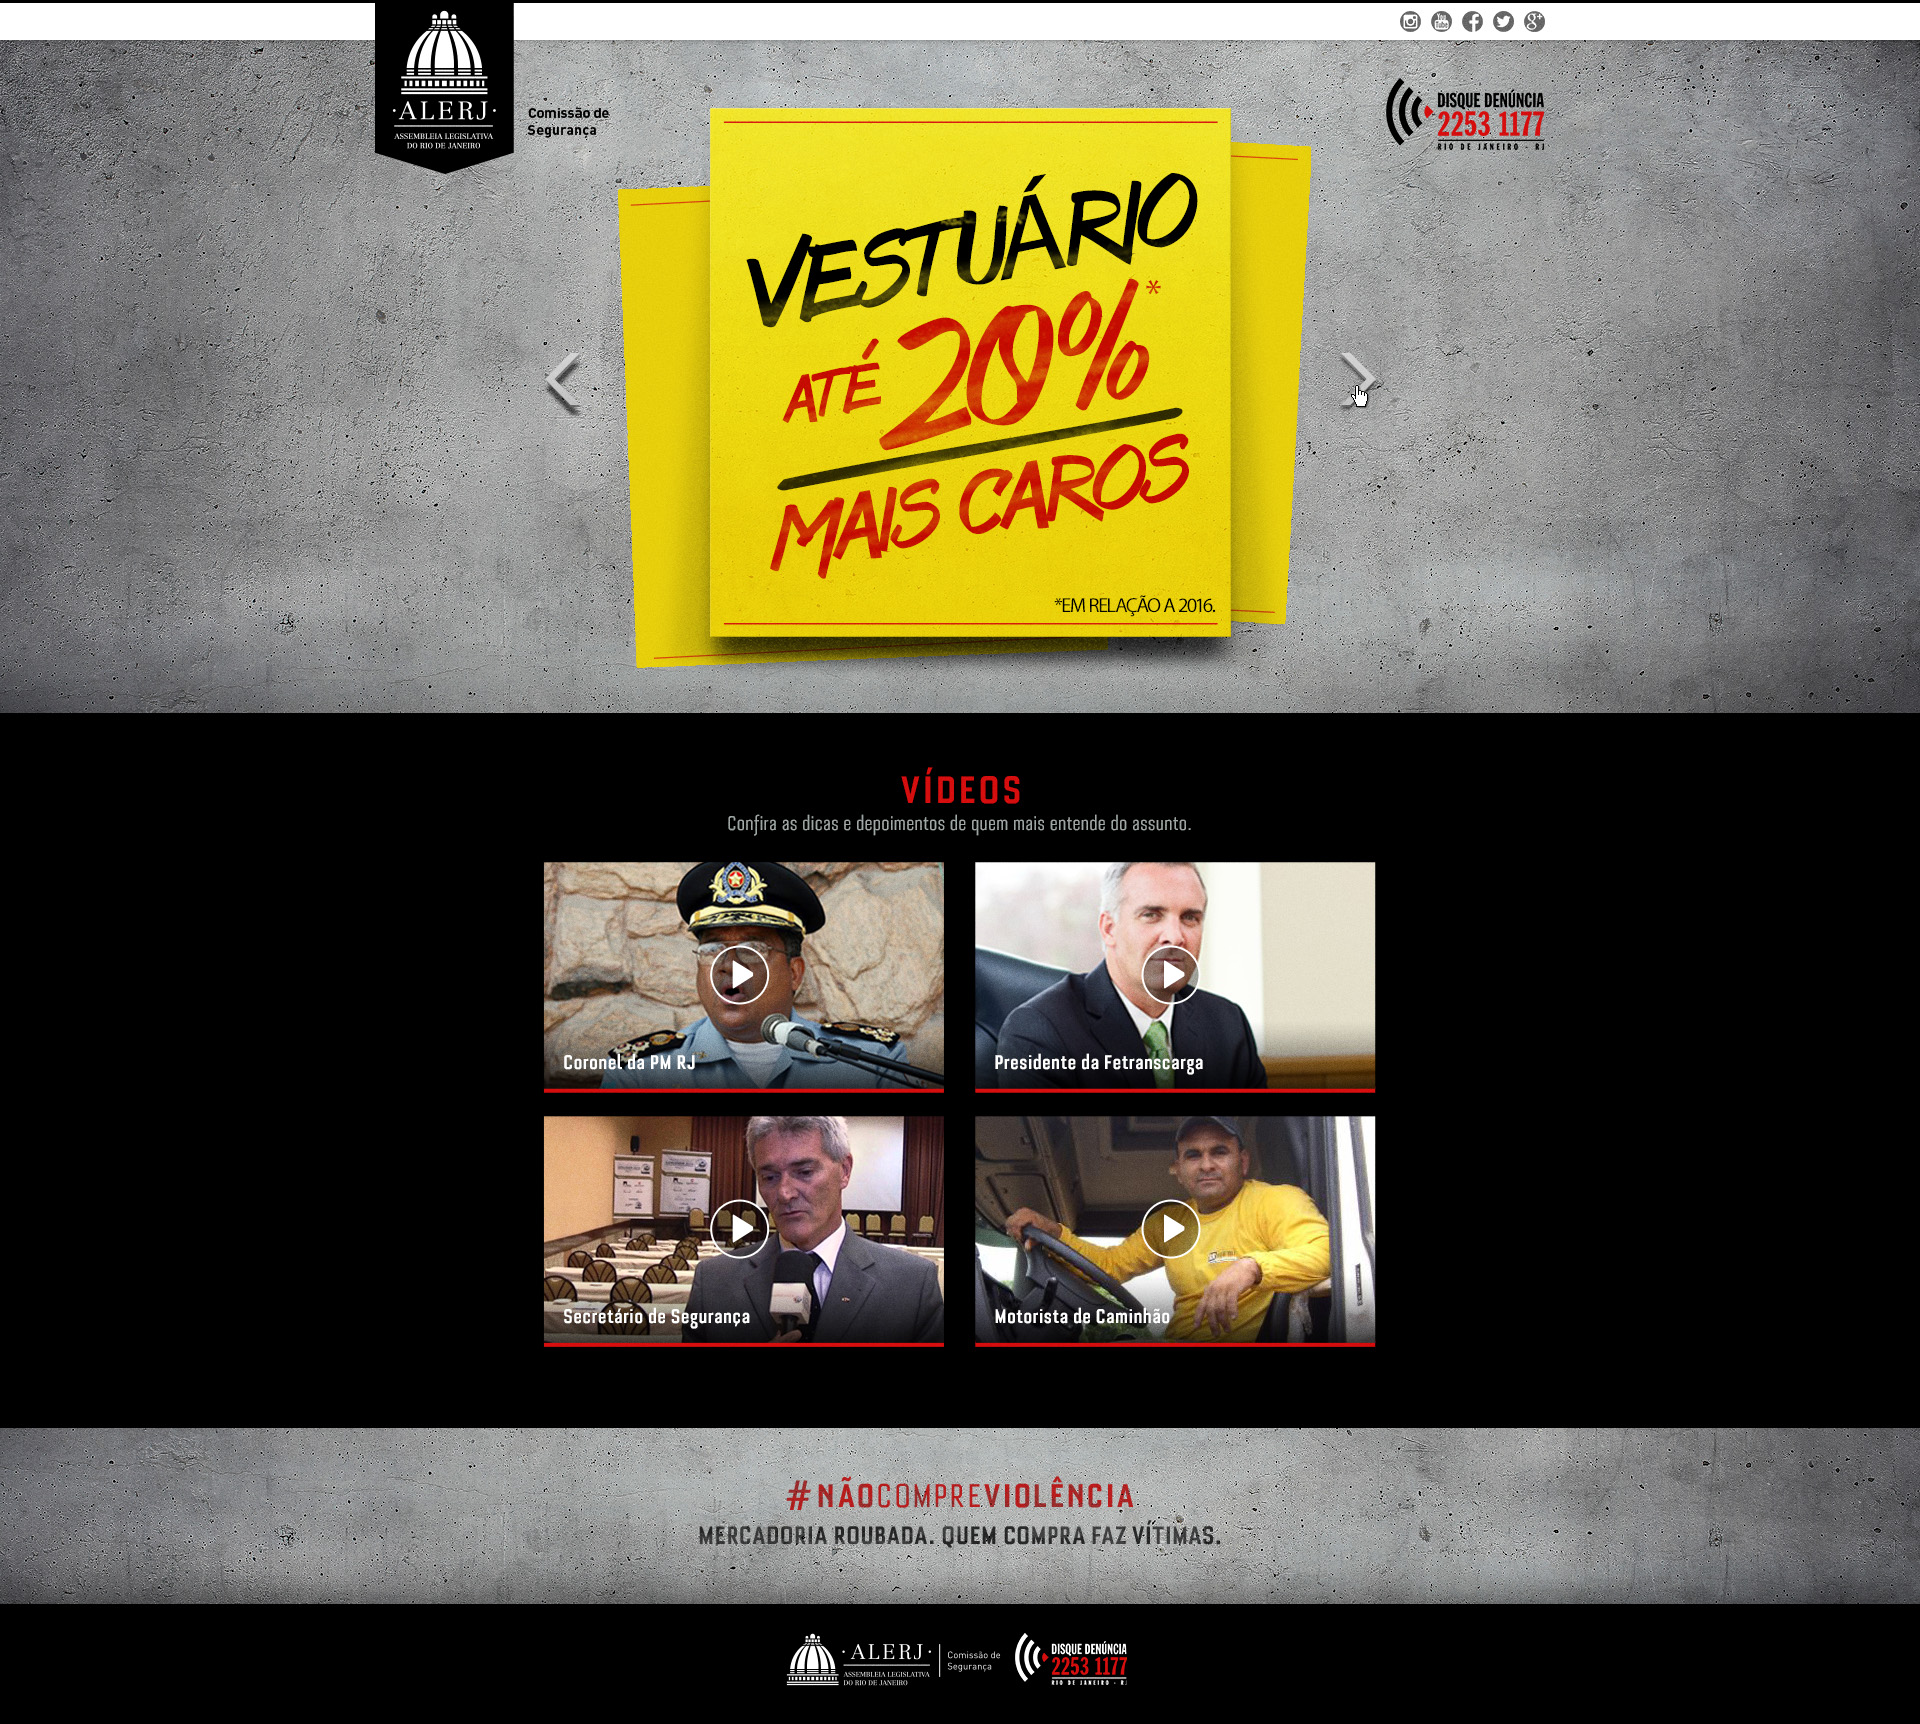 ·ALERJ·
ASSEMBLEIA LEGISLATIVA
DO RIO DE JANEIRO
Comissão de
Segurança
DISQUE DENÚNCIA
2253 1177
RIO DE JANEIRO - RJ
VESTUÁRIO
ATÉ 20%*
MAIS CAROS
*EM RELAÇÃO A 2016.
VÍDEOS
Confira as dicas e depoimentos de quem mais entende do assunto.
Coronel da PM RJ
Presidente da Fetranscarga
Secretário de Segurança
Motorista de Caminhão
#NÃOCOMPREVIOLÊNCIA
MERCADORIA ROUBADA. QUEM COMPRA FAZ VÍTIMAS.
·ALERJ·
ASSEMBLEIA LEGISLATIVA
DO RIO DE JANEIRO
Comissão de
Segurança
DISQUE DENÚNCIA
2253 1177
RIO DE JANEIRO - RJ